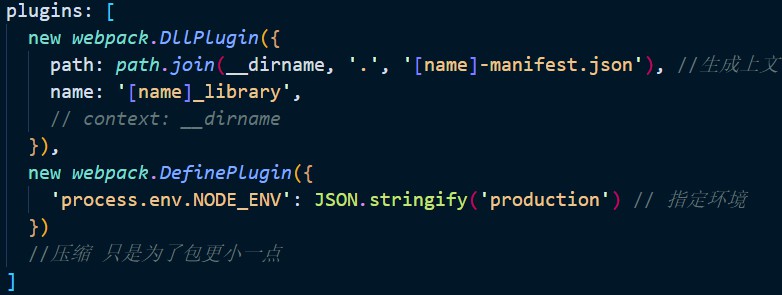 plugins: [
new webpack.DllPlugin({
path: path.join(__dirname, '.', '[name]-manifest.json'), //生成上文
name: '[name]_library',
// context: __dirname
}),
new webpack.DefinePlugin({
'process.env.NODE_ENV': JSON.stringify('production') // 指定环境
})
//压缩 只是为了包更小一点
]